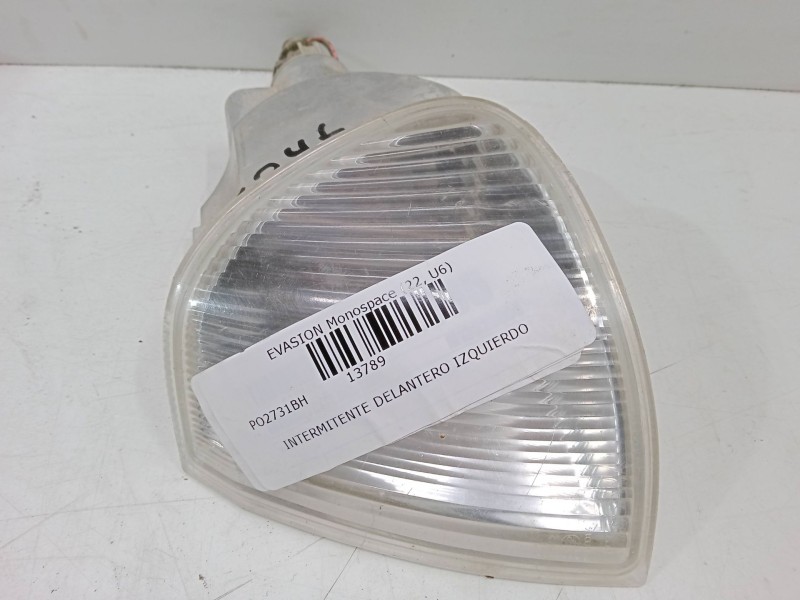 EVASION Monospace (22, U6)
13789
PO2731BH
INTERMITENTE DELANTERO IZQUIERDO